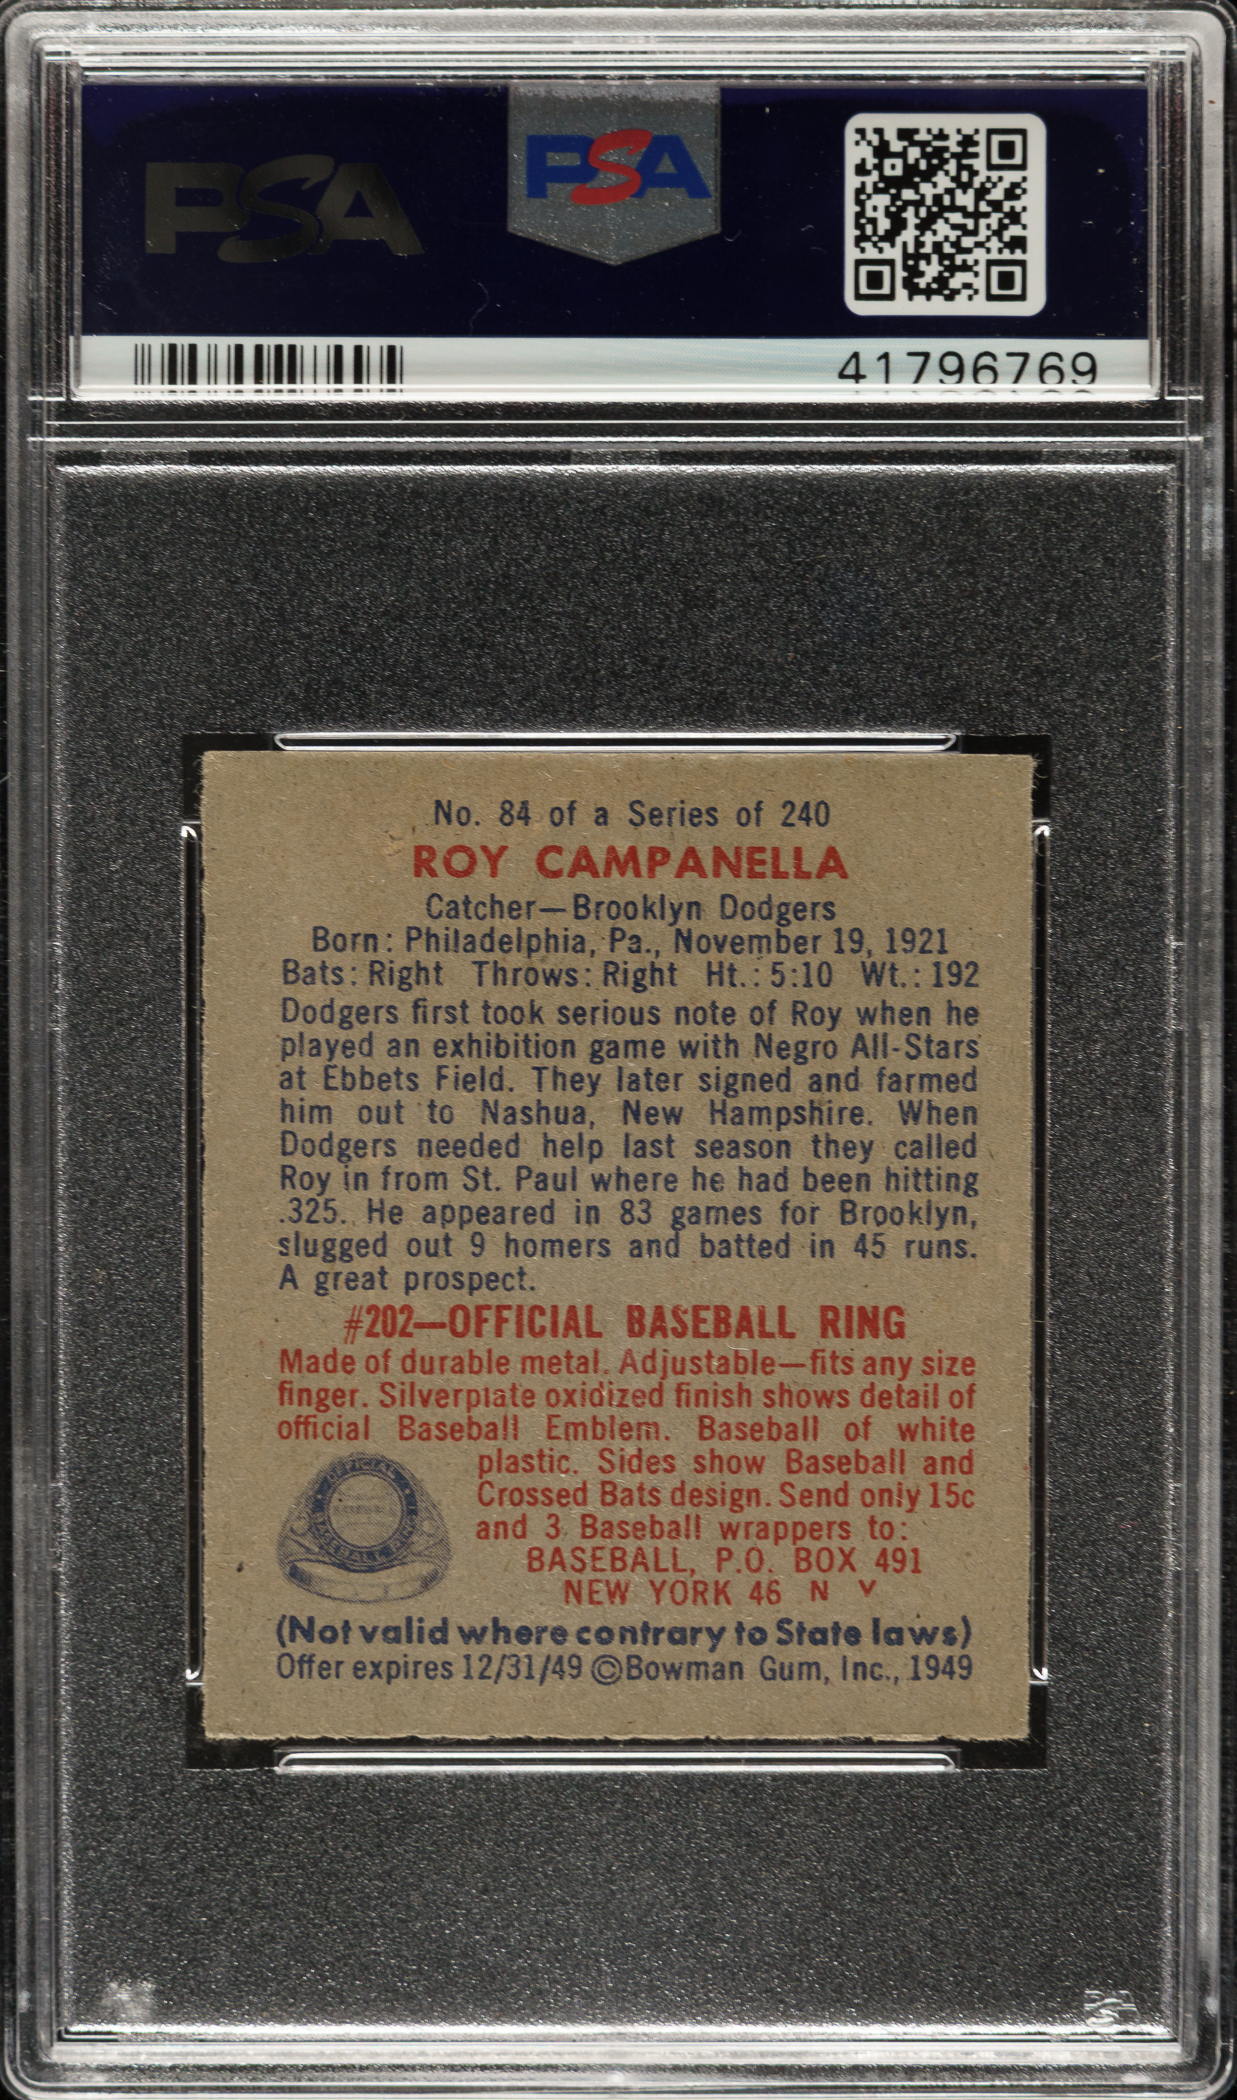 PSA
PSA
41796769
No. 84 of a Series of 240
ROY CAMPANELLA
Catcher—Brooklyn Dodgers
Born: Philadelphia, Pa., November 19, 1921
Bats: Right Throws: Right Ht.: 5:10 Wt.: 192
Dodgers first took serious note of Roy when he
played an exhibition game with Negro All-Stars
at Ebbets Field. They later signed and farmed
him out to Nashua, New Hampshire. When
Dodgers needed help last season they called
Roy in from St. Paul where he had been hitting
.325. He appeared in 83 games for Brooklyn,
slugged out 9 homers and batted in 45 runs.
A great prospect.
#202—OFFICIAL BASEBALL RING
Made of durable metal. Adjustable—fits any size
finger. Silverplate oxidized finish shows detail of
official Baseball Emblem. Baseball of white
plastic. Sides show Baseball and
Crossed Bats design. Send only 15c
and 3 Baseball wrappers to:
BASEBALL, P.O. BOX 491
NEW YORK 46 N Y
(Not valid where contrary to State laws)
Offer expires 12/31/49 ©Bowman Gum, Inc., 1949
PSA